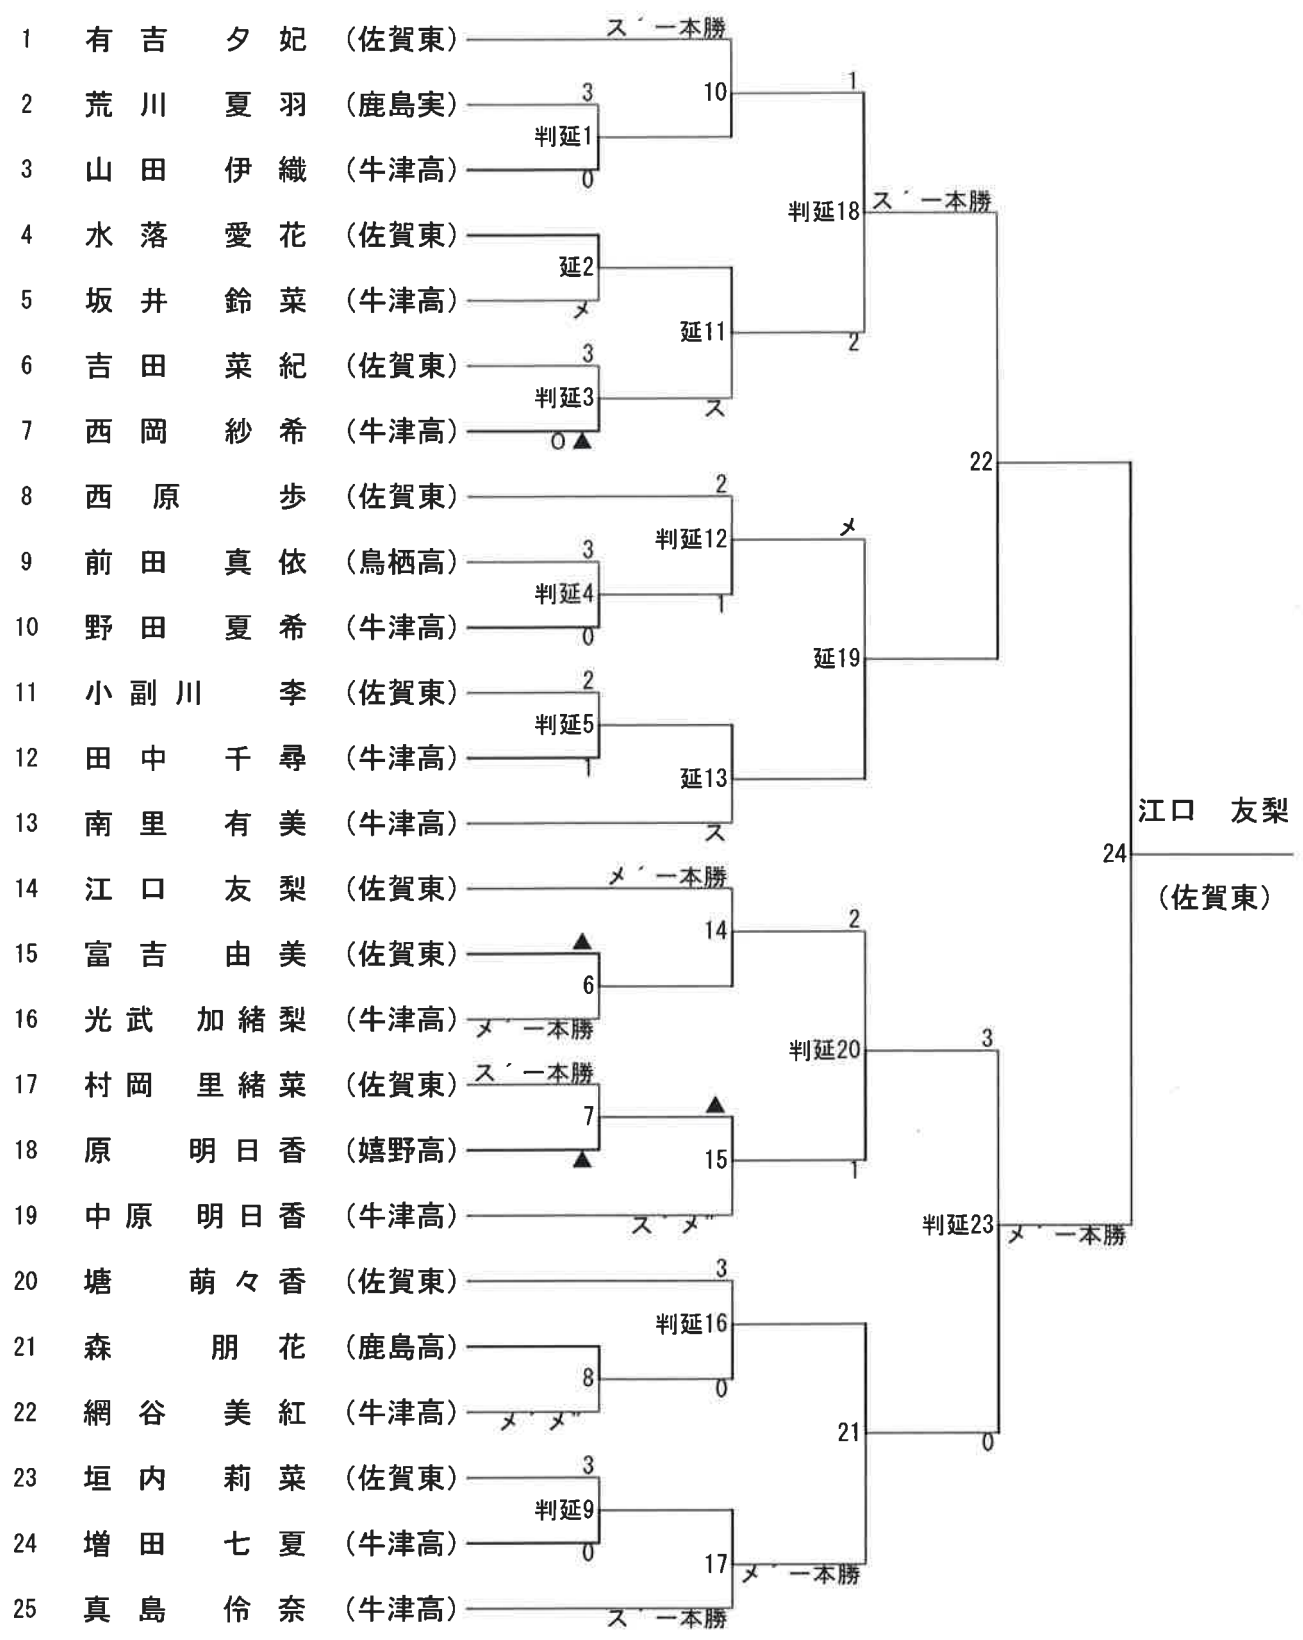 1 有吉 夕妃 (佐賀東) ス´一本勝
10 1
2 荒川 夏羽 (鹿島実) 3
判延1
3 山田 伊織 (牛津高) 0
判延18 ス´一本勝
4 水落 愛花 (佐賀東)
延2
5 坂井 鈴菜 (牛津高) メ
延11 2
6 吉田 菜紀 (佐賀東) 3
判延3 ス
7 西岡 紗希 (牛津高) 0▲
22
8 西原 歩 (佐賀東) 2
判延12 メ
9 前田 真依 (鳥栖高) 3
判延4 1
10 野田 夏希 (牛津高) 0
延19
11 小副川 李 (佐賀東) 2
判延5
12 田中 千尋 (牛津高) 1
延13
13 南里 有美 (牛津高) ス
江口 友梨
24
(佐賀東)
14 江口 友梨 (佐賀東) メ´一本勝
14 2
15 富吉 由美 (佐賀東) ▲
6
16 光武 加緒梨 (牛津高) メ´一本勝
判延20 3
17 村岡 里緒菜 (佐賀東) ス´一本勝
7 ▲
18 原 明日香 (嬉野高) ▲
15 1
19 中原 明日香 (牛津高) ス´メ"
判延23 メ´一本勝
20 塘 萌々香 (佐賀東) 3
判延16
21 森 朋花 (鹿島高)
8 0
22 網谷 美紅 (牛津高) メ´メ"
21 0
23 垣内 莉菜 (佐賀東) 3
判延9
24 増田 七夏 (牛津高) 0
17 メ´一本勝
25 真島 伶奈 (牛津高) ス´一本勝